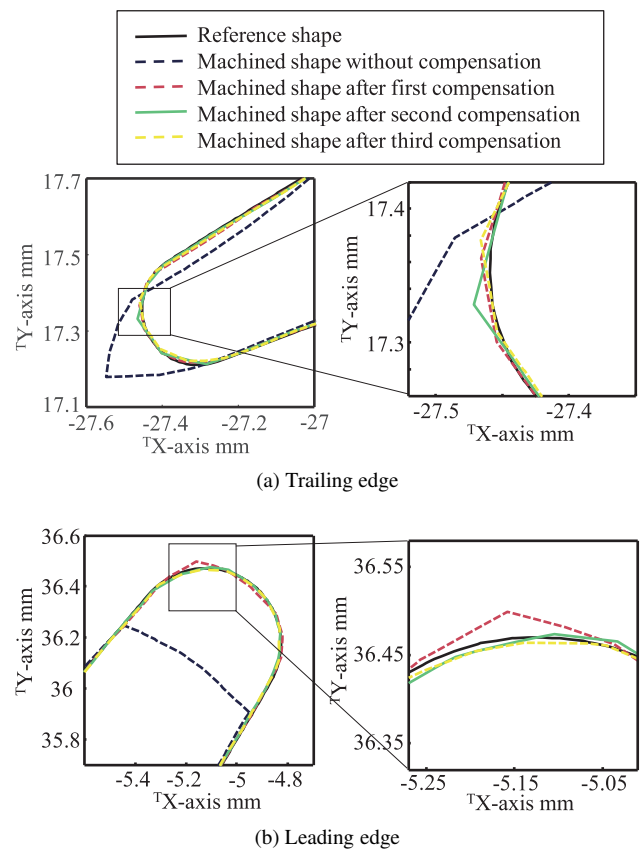 Reference shape
Machined shape without compensation
Machined shape after first compensation
Machined shape after second compensation
Machined shape after third compensation
17.7
17.5
17.3
17.1
TY-axis mm
-27.6 -27.4 -27.2 -27
TX-axis mm
17.4
17.3
TY-axis mm
-27.5 -27.4
TX-axis mm
(a) Trailing edge
36.6
36.4
36.2
36
35.8
TY-axis mm
-5.4 -5.2 -5 -4.8
TX-axis mm
36.55
36.45
36.35
TY-axis mm
-5.25 -5.15 -5.05
TX-axis mm
(b) Leading edge